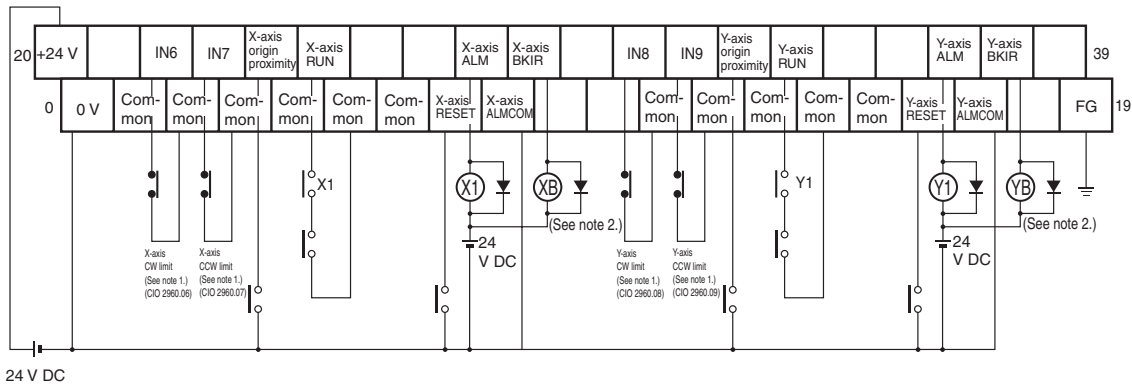 20 +24 V IN6 IN7 X-axis origin proximity X-axis RUN X-axis ALM X-axis BKIR IN8 IN9 Y-axis origin proximity Y-axis RUN Y-axis ALM Y-axis BKIR 39
0 0 V Com-mon Com-mon Com-mon Com-mon Com-mon Com-mon X-axis RESET X-axis ALMCOM Com-mon Com-mon Com-mon Com-mon Com-mon Y-axis RESET Y-axis ALMCOM FG 19
X1 X1 XB Y1 Y1 YB
(See note 2.) (See note 2.)
24 V DC 24 V DC
X-axis CW limit (See note 1.) (CIO 2960.06)
X-axis CCW limit (See note 1.) (CIO 2960.07)
Y-axis CW limit (See note 1.) (CIO 2960.08)
Y-axis CCW limit (See note 1.) (CIO 2960.09)
24 V DC